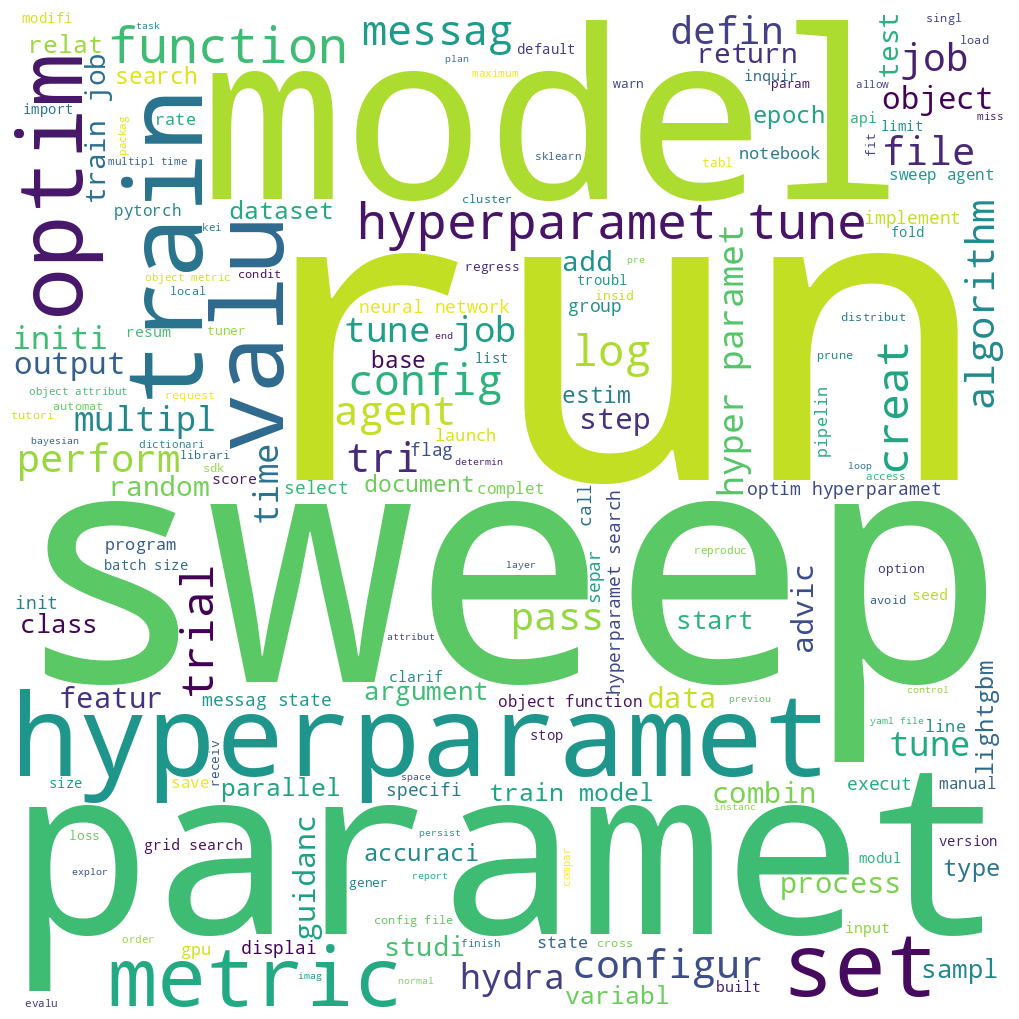 modifi
task
function
messag
defin
singl
relat
default
return
test
load
plan
job
search
maximum
warn
inquir
param
allow
model
optim
train job
import
rate
packag
epoch
api
object
miss
limit
file
train
multipl time
sklearn
tabl
notebook
fit
sweep agent
pytorch
dataset
cluster
hyperparamet tune
implement
kei
fold
valu
run
algorithm
object metric
condit
regress
add
pre
hyper paramet
local
troubl
insid
neural network
group
distribut
initi
resum
tuner
tune job
end
log
output
base
list
prune
creat
object attribut
request
config
estim
automat
tutori
multipl
agent
step
pipelin
bayesian
dictionari
launch
perform
librari
tri
flag
time
sdk
score
determin
loop
random
select
document
complet
access
optim hyperparamet
call
sweep
program
hyperparamet search
reproduc
batch size
layer
separ
option
trial
advic
init
avoid
seed
class
pass
start
attribut
clarif
featur
messag state
argument
object function
data
previou
control
lightgbm
hyperparamet
stop
yaml file
line
tune
receiv
size
save
parallel
space
specifi
train model
combin
execut
manual
instanc
paramet
loss
grid search
guidanc
persist
accuraci
version
compar
modul
explor
gener
report
process
type
config file
input
order
gpu
displai
studi
finish
state
cross
set
metric
hydra
configur
sampl
imag
normal
built
variabl
evalu